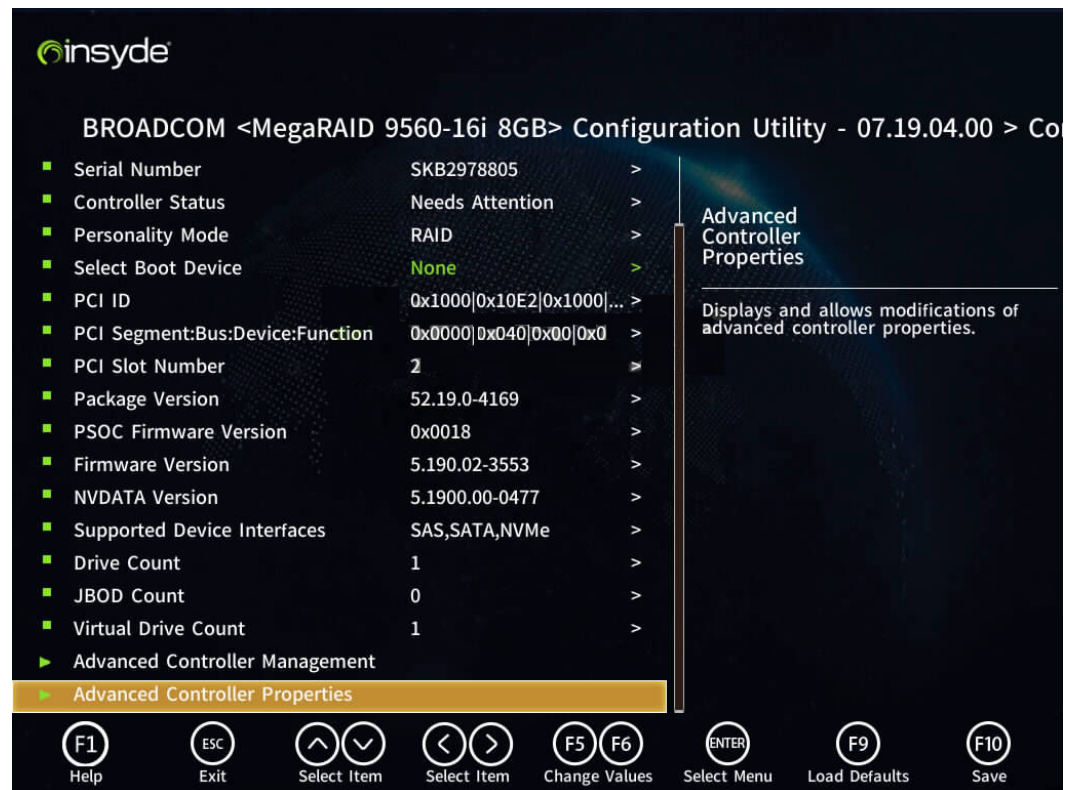 insyde
BROADCOM <MegaRAID 9560-16i 8GB> Configuration Utility - 07.19.04.00 >
Serial Number SKB2978805 >
Controller Status Needs Attention >
Personality Mode RAID >
Select Boot Device None >
PCI ID 0x1000|0x10E2|0x1000|... >
PCI Segment:Bus:Device:Function 0x0000|0x040|0x00|0x0 >
PCI Slot Number 2 >
Package Version 52.19.0-4169 >
PSOC Firmware Version 0x0018 >
Firmware Version 5.190.02-3553 >
NVDATA Version 5.1900.00-0477 >
Supported Device Interfaces SAS,SATA,NVMe >
Drive Count 1 >
JBOD Count 0 >
Virtual Drive Count 1 >
Advanced Controller Management
Advanced Controller Properties
Advanced
Controller
Properties
Displays and allows modifications of
advanced controller properties.
F1 ESC F5 F6 ENTER F9 F10
Help Exit Select Item Select Item Change Values Select Menu Load Defaults Save